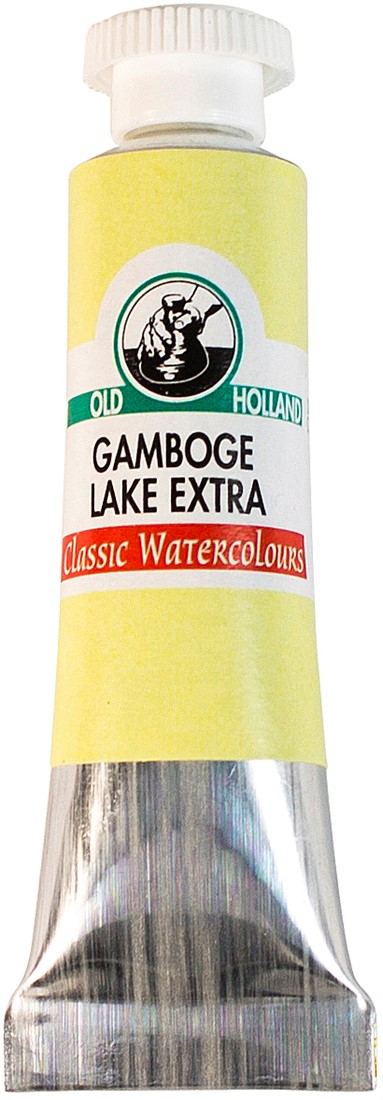 OLD HOLLAND
GAMBOGE
LAKE EXTRA
Classic Watercolours